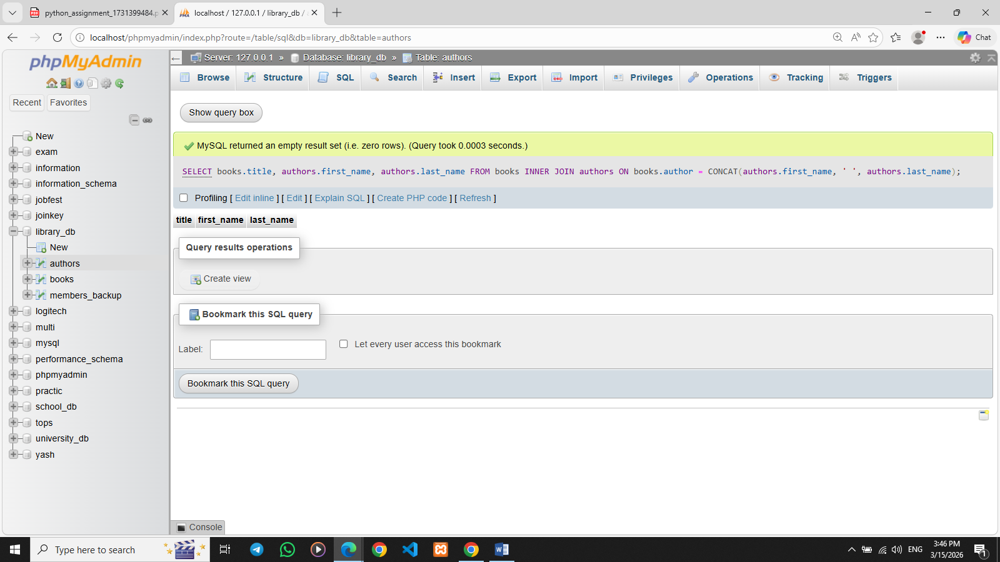 python_assignment_1731399484.p
localhost / 127.0.0.1 / library_db /
localhost/phpmyadmin/index.php?route=/table/sql&db=library_db&table=authors
Chat
phpMyAdmin
Recent
Favorites
New
exam
information
information_schema
jobfest
joinkey
library_db
New
authors
books
members_backup
logitech
multi
mysql
performance_schema
phpmyadmin
practic
school_db
tops
university_db
yash
Server: 127.0.0.1 » Database: library_db » Table: authors
Browse
Structure
SQL
Search
Insert
Export
Import
Privileges
Operations
Tracking
Triggers
Show query box
MySQL returned an empty result set (i.e. zero rows). (Query took 0.0003 seconds.)
SELECT books.title, authors.first_name, authors.last_name FROM books INNER JOIN authors ON books.author = CONCAT(authors.first_name, ' ', authors.last_name);
Profiling [ Edit inline ] [ Edit ] [ Explain SQL ] [ Create PHP code ] [ Refresh ]
title first_name last_name
Query results operations
Create view
Bookmark this SQL query
Label:
Let every user access this bookmark
Bookmark this SQL query
Console
Type here to search
ENG
3:46 PM
3/15/2026
1